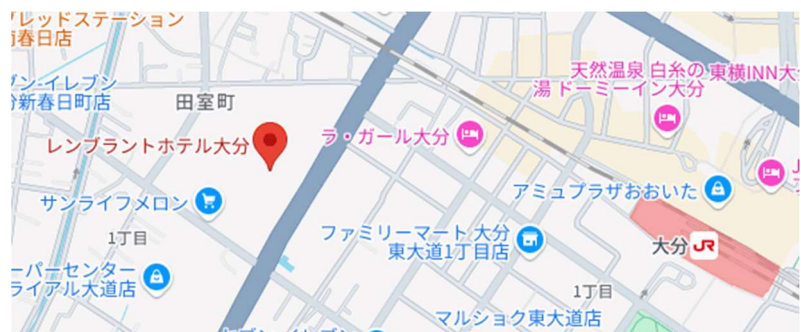 レッドステーション
春日店
ブン-イレブン
新春日町店
田室町
天然温泉 白糸の
湯 ドーミーイン大分
東横INN大
レンブラントホテル大分
ラ・ガール大分
サンライフメロン
アミュプラザおおいた
1丁目
ファミリーマート 大分
東大道1丁目店
大分 JR
ーパーセンター
ライアル大道店
1丁目
マルショク東大道店